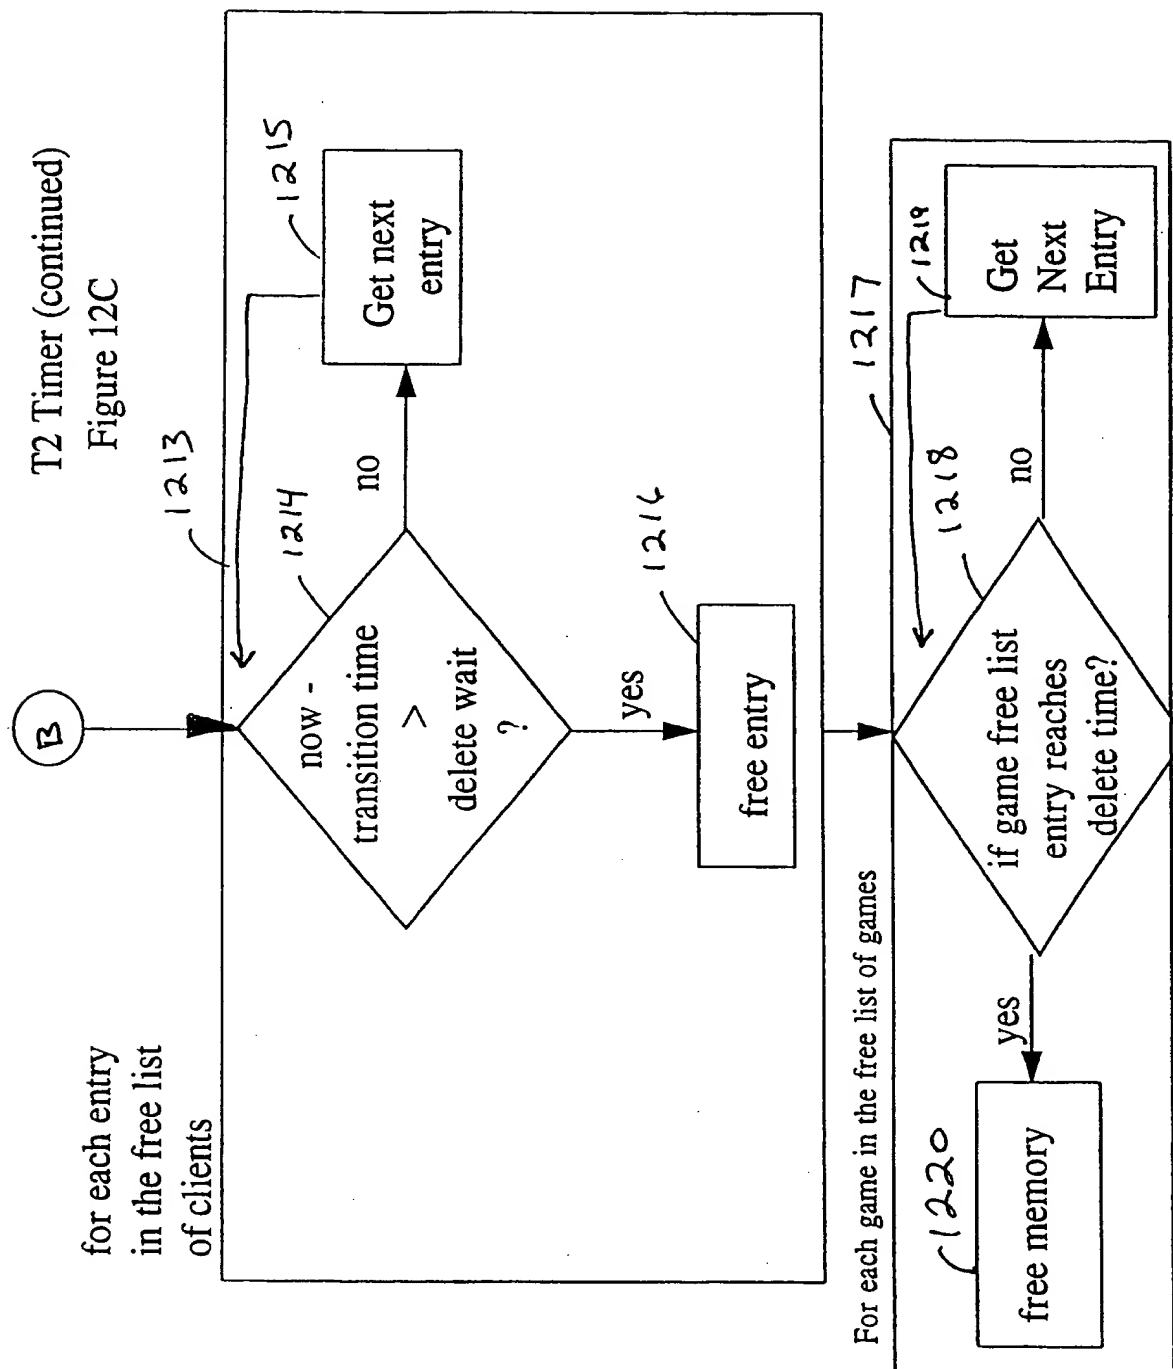 T2 Timer (continued)
Figure 12C
B
for each entry
in the free list
of clients
1213
now -
transition time
>
delete wait
?
1214
no
Get next
entry
1215
yes
free entry
1216
For each game in the free list of games
1217
if game free list
entry reaches
delete time?
1218
no
Get
Next
Entry
1219
yes
free memory
1220